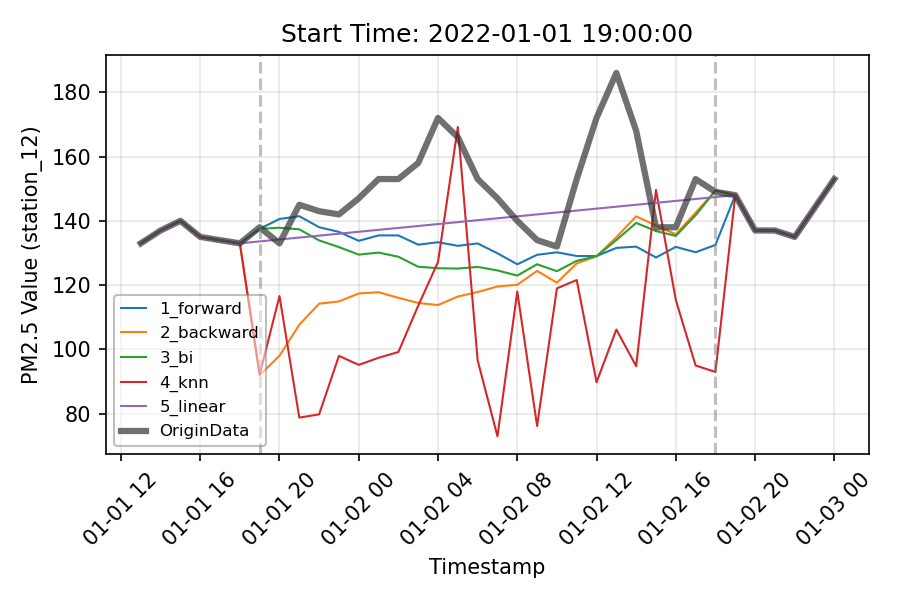 Start Time: 2022-01-01 19:00:00
PM2.5 Value (station_12)
180
160
140
120
100
80
1_forward
2_backward
3_bi
4_knn
5_linear
OriginData
01-01 12
01-01 16
01-01 20
01-02 00
01-02 04
01-02 08
01-02 12
01-02 16
01-02 20
01-03 00
Timestamp